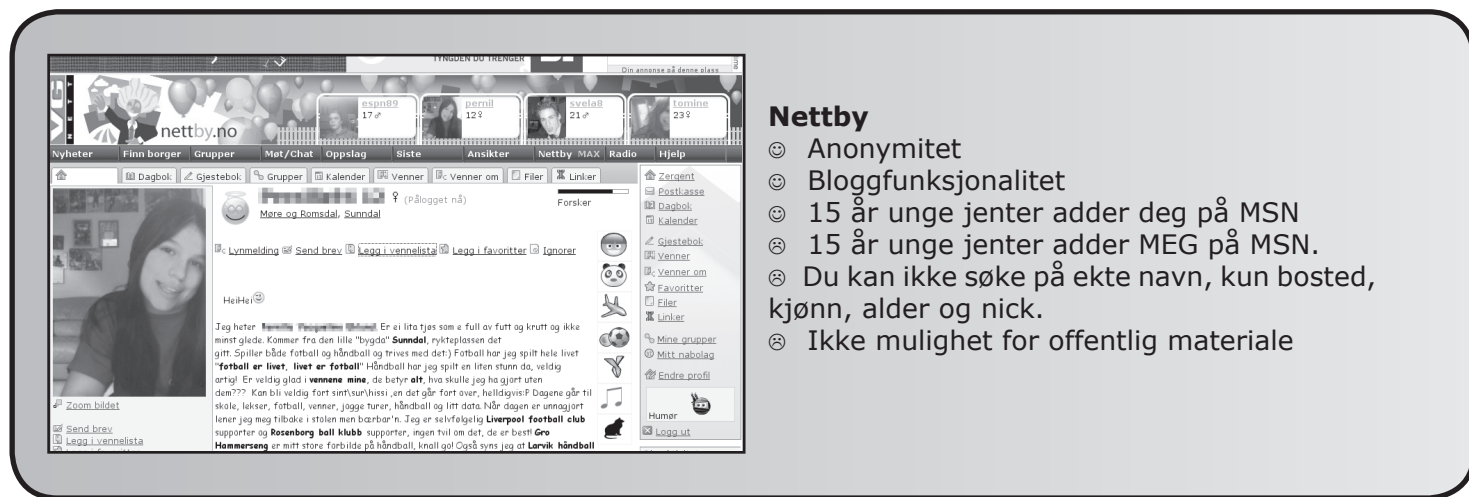 TYNGDEN DU TRENGER
Din annonse på denne plass
NETT
nettby.no
espn89
17 ♂
pernil
12 ♀
svela8
21 ♂
tomine
23 ♀
Nyheter Finn borger Grupper Møt/Chat Oppslag Siste Ansikter Nettby MAX Radio Hjelp
Dagbok Gjestebok Grupper Kalender Venner Venner om Filer Linker
♀ (Pålogget nå)
Møre og Romsdal, Sunndal
Forsker
Lynmelding Send brev Legg i vennelista Legg i favoritter Ignorer
HeiHei
Jeg heter Er ei lita tjøs som e full av futt og krutt og ikke
minst glede. Kommer fra den lille "bygda" Sunndal, rykteplassen det
gitt. Spiller både fotball og håndball og trives med det:) Fotball har jeg spilt hele livet
"fotball er livet, livet er fotball" Håndball har jeg spilt en liten stunn da, veldig
artig! Er veldig glad i vennene mine, de betyr alt, hva skulle jeg ha gjort uten
dem??? Kan bli veldig fort sint\sur\hissi ,en det går fort over, helldigvis:P Dagene går til
skole, lekser, fotball, venner, jogge turer, håndball og litt data. Når dagen er unnagjort
lener jeg meg tilbake i stolen men bærbar'n. Jeg er selvfølgelig Liverpool football club
supporter og Rosenborg ball klubb supporter, ingen tvil om det, de er best! Gro
Hammerseng er mitt store forbilde på håndball, knall go! Også syns jeg at Larvik håndball
Zoom bildet
Send brev
Legg i vennelista
Zergent
Postkasse
Dagbok
Kalender
Gjestebok
Venner
Venner om
Favoritter
Filer
Linker
Mine grupper
Mitt nabolag
Endre profil
Humør
Logg ut
Nettby
☺ Anonymitet
☺ Bloggfunksjonalitet
☺ 15 år unge jenter adder deg på MSN
☹ 15 år unge jenter adder MEG på MSN.
☹ Du kan ikke søke på ekte navn, kun bosted,
kjønn, alder og nick.
☹ Ikke mulighet for offentlig materiale